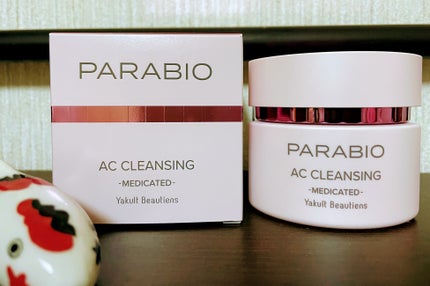 PARABIO
AC CLEANSING
-MEDICATED-
Yakult Beautiens
PARABIO
AC CLEANSING
-MEDICATED-
Yakult Beautiens